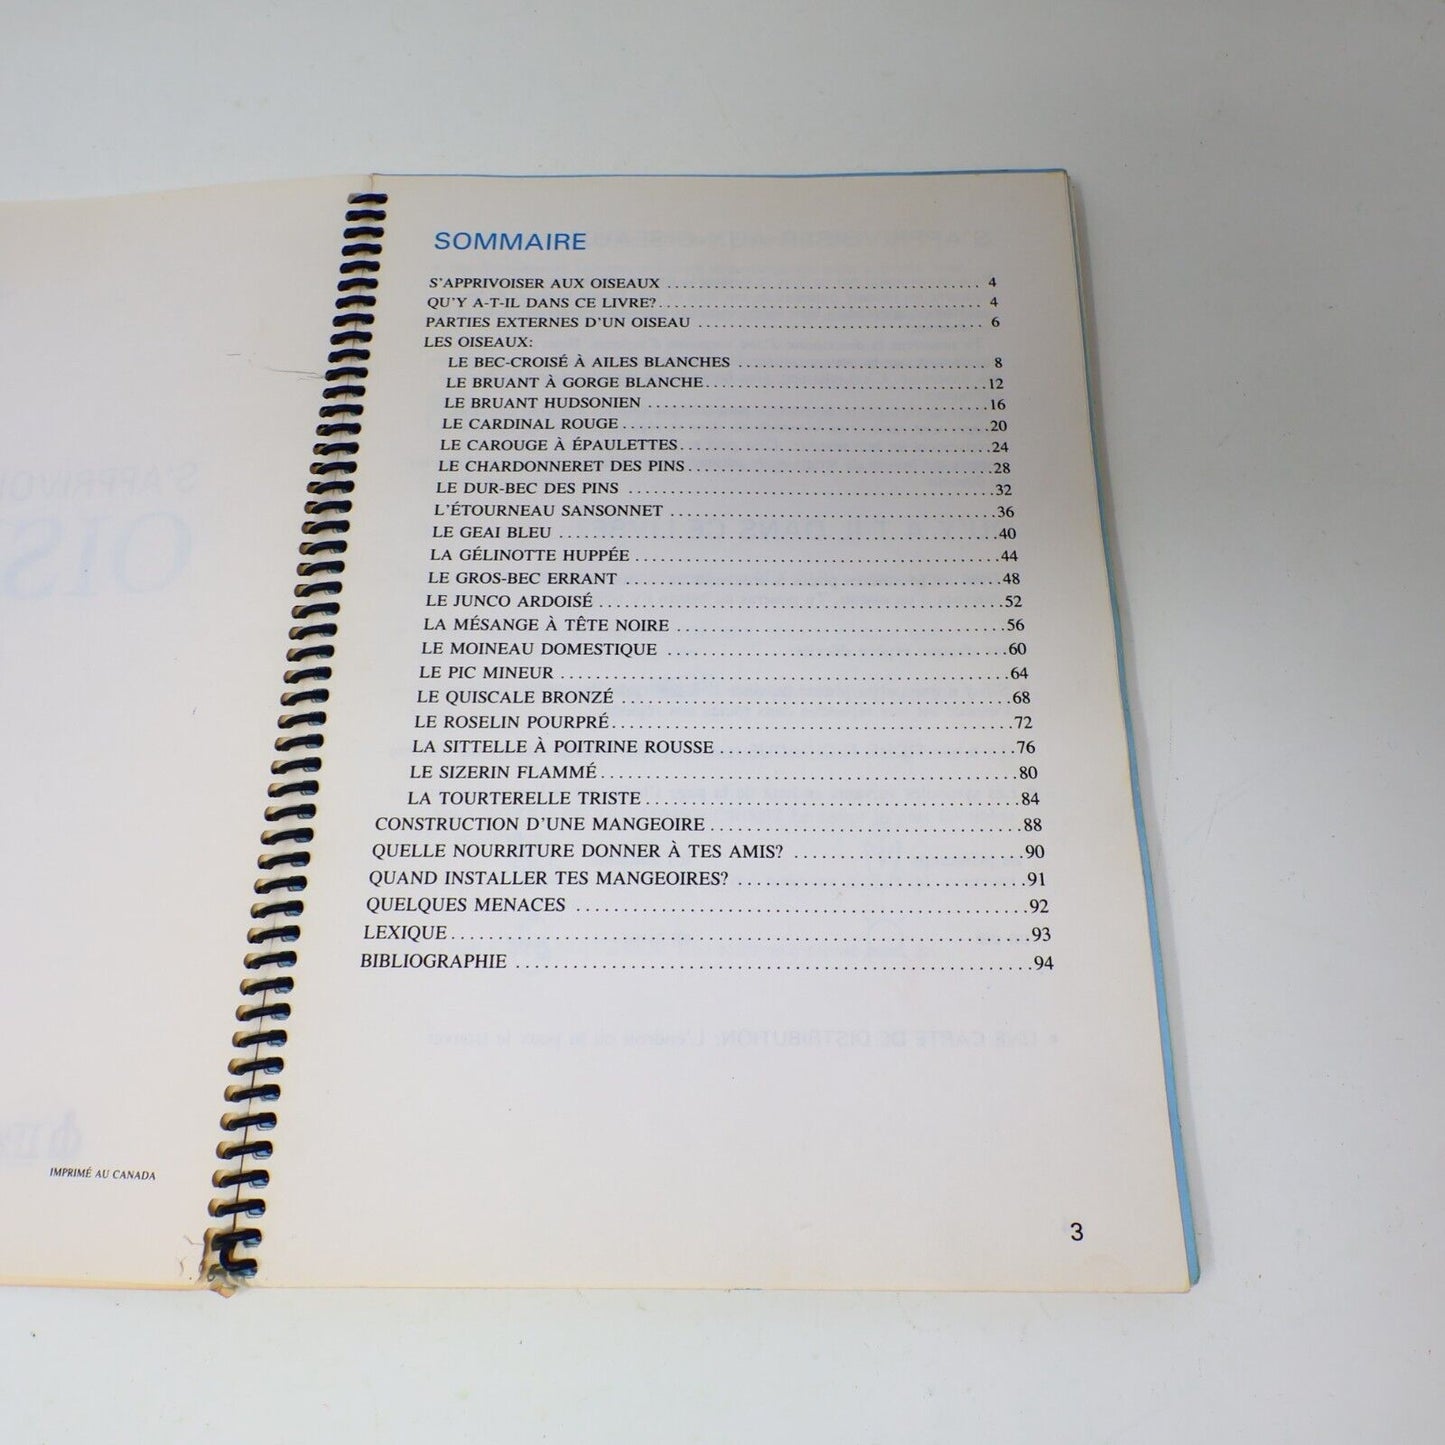 IMPRIMÉ AU CANADA
SOMMAIRE
S'APPRIVOISER AUX OISEAUX ........................................ 4
QU'Y A-T-IL DANS CE LIVRE? ........................................ 4
PARTIES EXTERNES D'UN OISEAU ........................................ 6
LES OISEAUX:
LE BEC-CROISÉ À AILES BLANCHES ........................................ 8
LE BRUANT À GORGE BLANCHE ........................................ 12
LE BRUANT HUDSONIEN ........................................ 16
LE CARDINAL ROUGE ........................................ 20
LE CAROUGE À ÉPAULETTES ........................................ 24
LE CHARDONNERET DES PINS ........................................ 28
LE DUR-BEC DES PINS ........................................ 32
L'ÉTOURNEAU SANSONNET ........................................ 36
LE GEAI BLEU ........................................ 40
LA GÉLINOTTE HUPPÉE ........................................ 44
LE GROS-BEC ERRANT ........................................ 48
LE JUNCO ARDOISÉ ........................................ 52
LA MÉSANGE À TÊTE NOIRE ........................................ 56
LE MOINEAU DOMESTIQUE ........................................ 60
LE PIC MINEUR ........................................ 64
LE QUISCALE BRONZÉ ........................................ 68
LE ROSELIN POURPRÉ ........................................ 72
LA SITTELLE À POITRINE ROUSSE ........................................ 76
LE SIZERIN FLAMMÉ ........................................ 80
LA TOURTERELLE TRISTE ........................................ 84
CONSTRUCTION D'UNE MANGEOIRE ........................................ 88
QUELLE NOURRITURE DONNER À TES AMIS? ........................................ 90
QUAND INSTALLER TES MANGEOIRES? ........................................ 91
QUELQUES MENACES ........................................ 92
LEXIQUE ........................................ 93
BIBLIOGRAPHIE ........................................ 94
3